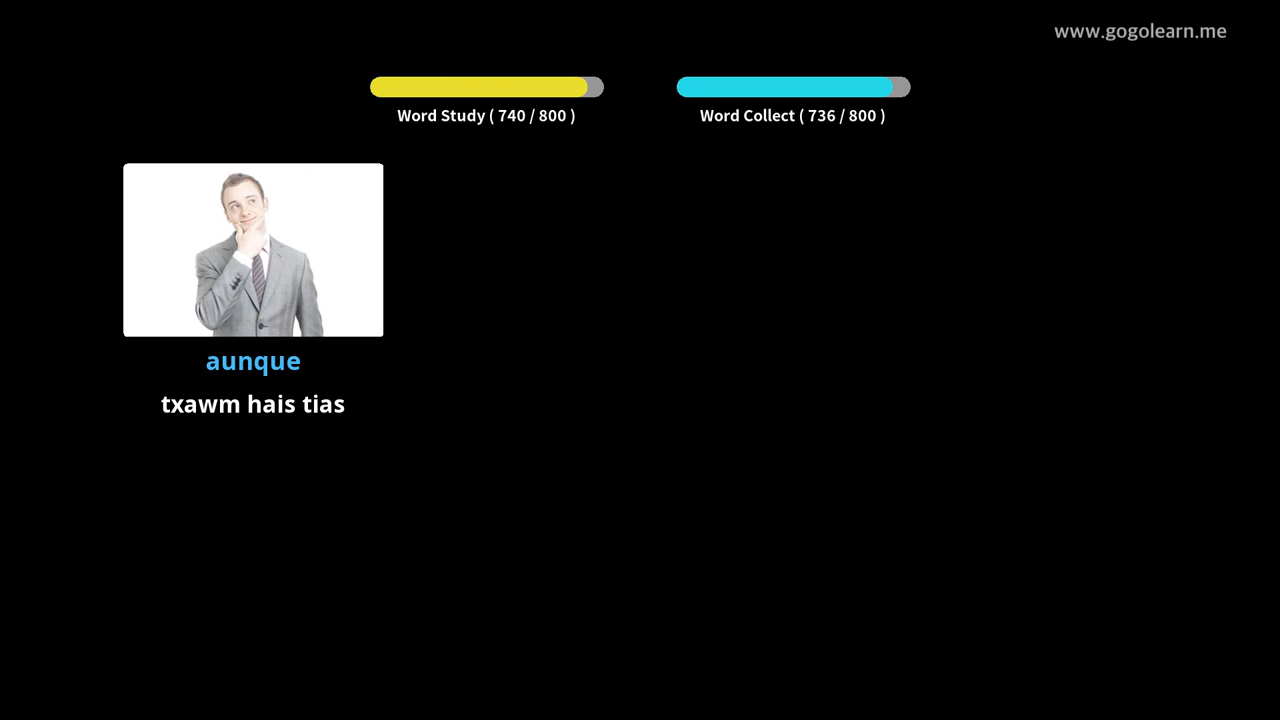 www.gogolearn.me
Word Study ( 740 / 800 )
Word Collect ( 736 / 800 )
aunque
txawm hais tias